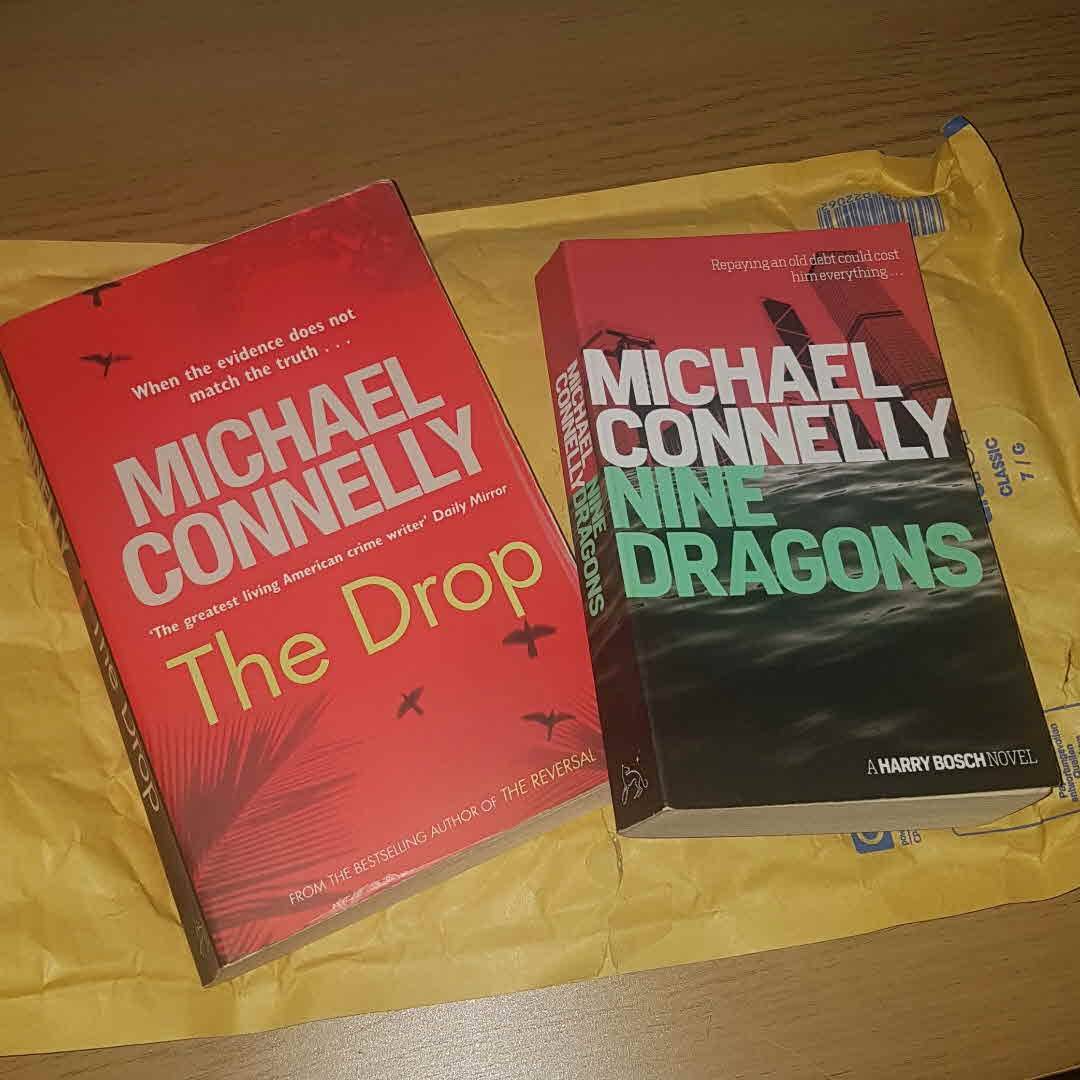 When the evidence does not
match the truth . . .
MICHAEL
CONNELLY
'The greatest living American crime writer' Daily Mirror
The Drop
FROM THE BESTSELLING AUTHOR OF THE REVERSAL
The Drop
Repaying an old debt could cost
him everything . . .
MICHAEL
CONNELLY
NINE
DRAGONS
A HARRY BOSCH NOVEL
MICHAEL
CONNELLY
NINE
DRAGONS
CLASSIC
7 / G